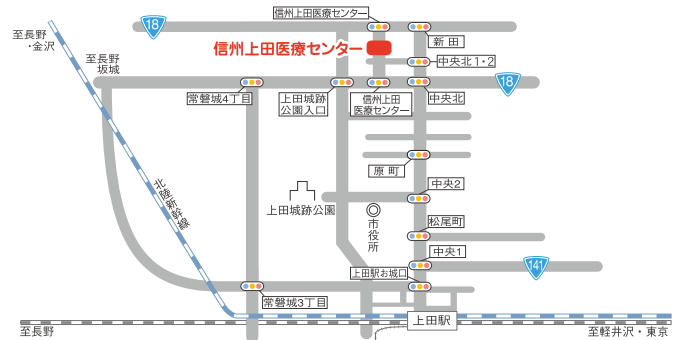 信州上田医療センター
18
至長野
・金沢
新田
信州上田医療センター
至長野
坂城
中央北1・2
18
常磐城4丁目
上田城跡
公園入口
信州上田
医療センター
中央北
原町
北陸新幹線
中央2
上田城跡公園
市役所
松尾町
中央1
141
上田駅お城口
常磐城3丁目
上田駅
至長野
至軽井沢・東京